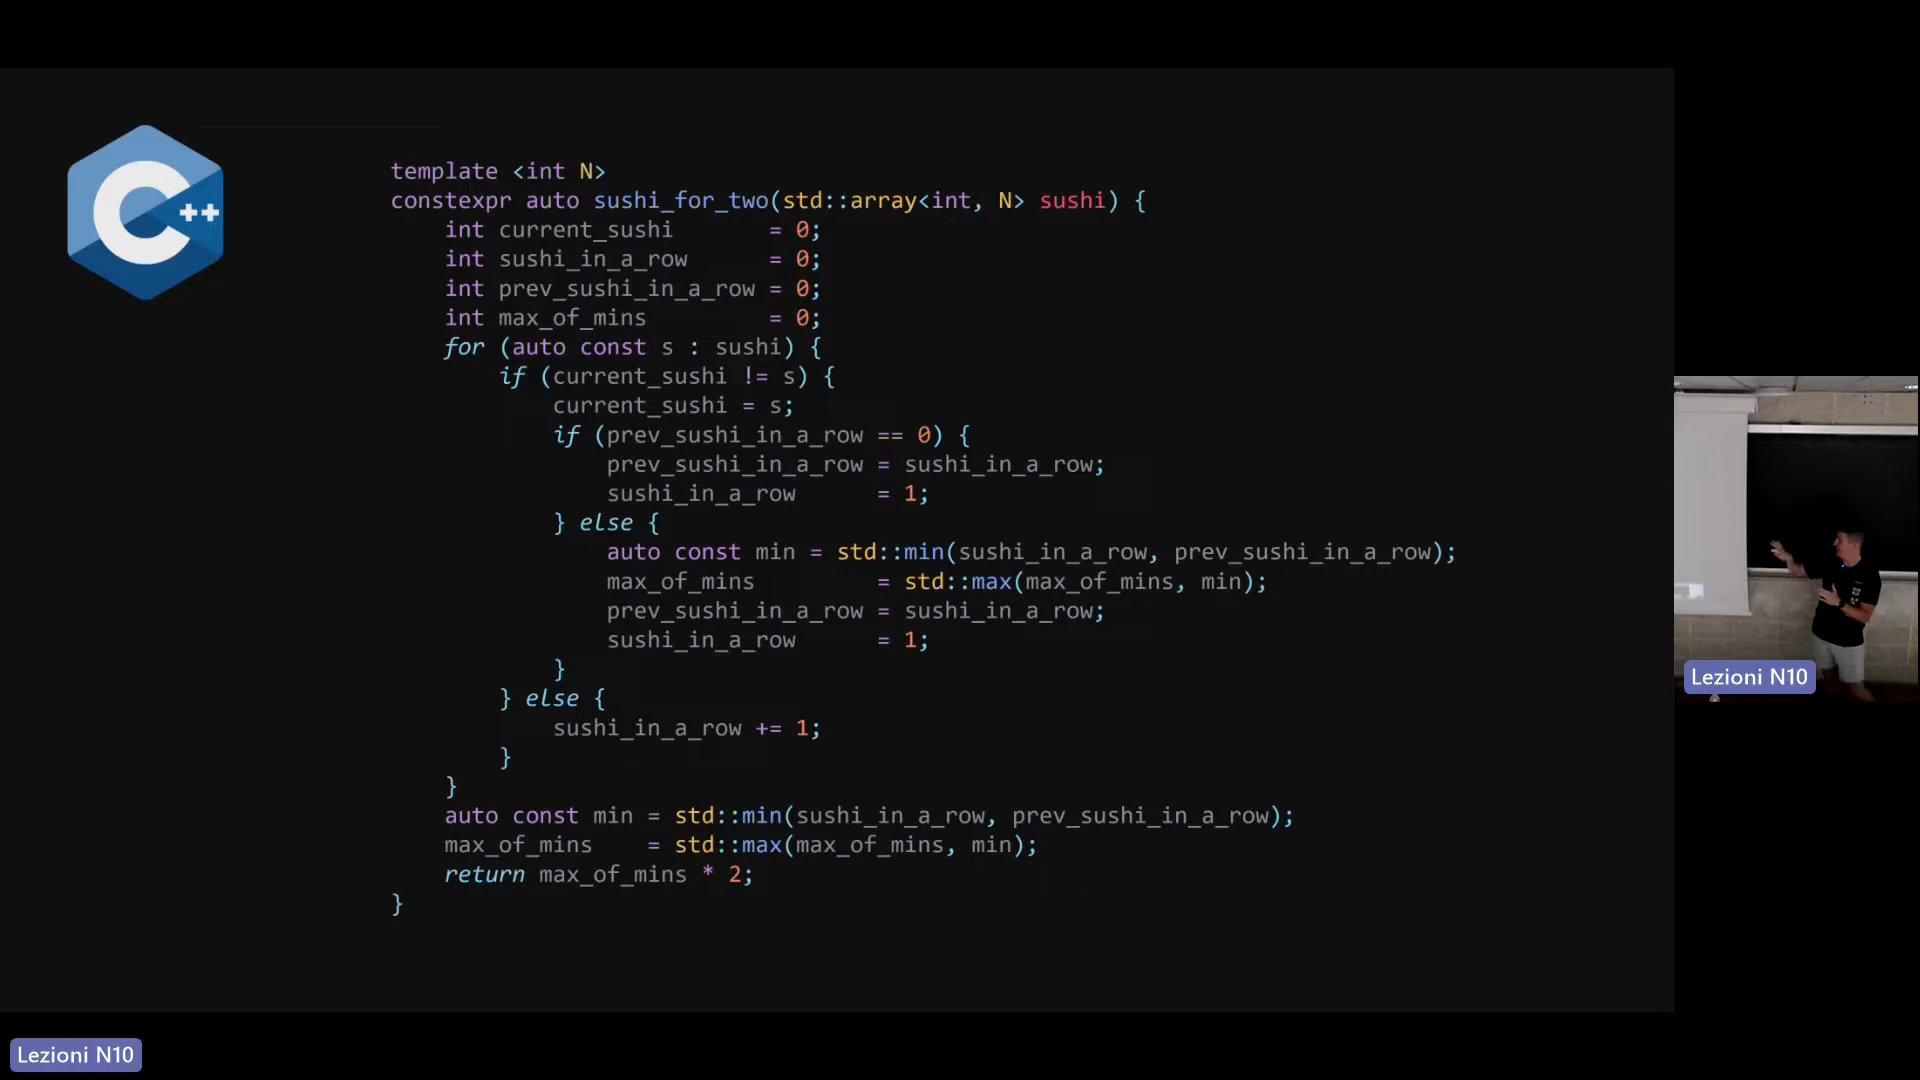 C++
template <int N>
constexpr auto sushi_for_two(std::array<int, N> sushi) {
    int current_sushi       = 0;
    int sushi_in_a_row      = 0;
    int prev_sushi_in_a_row = 0;
    int max_of_mins         = 0;
    for (auto const s : sushi) {
        if (current_sushi != s) {
            current_sushi = s;
            if (prev_sushi_in_a_row == 0) {
                prev_sushi_in_a_row = sushi_in_a_row;
                sushi_in_a_row      = 1;
            } else {
                auto const min = std::min(sushi_in_a_row, prev_sushi_in_a_row);
                max_of_mins         = std::max(max_of_mins, min);
                prev_sushi_in_a_row = sushi_in_a_row;
                sushi_in_a_row      = 1;
            }
        } else {
            sushi_in_a_row += 1;
        }
    }
    auto const min = std::min(sushi_in_a_row, prev_sushi_in_a_row);
    max_of_mins    = std::max(max_of_mins, min);
    return max_of_mins * 2;
}
Lezioni N10
Lezioni N10